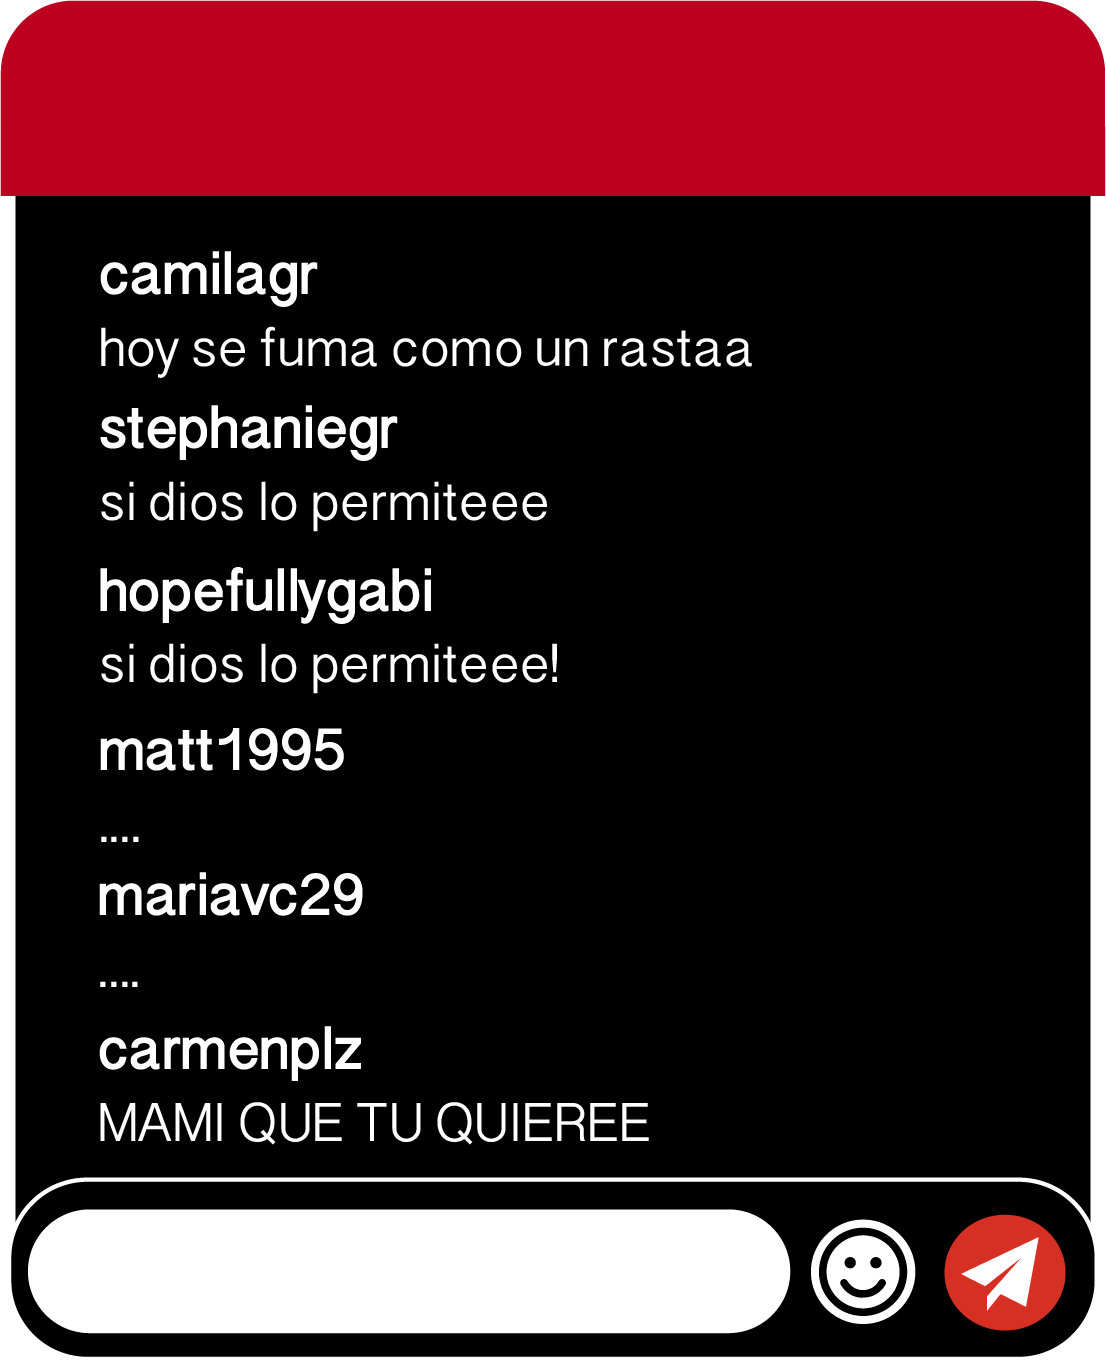 camilagr
hoy se fuma como un rastaa
stephaniegr
si dios lo permiteee
hopefullygabi
si dios lo permiteee!
matt1995
....
mariavc29
....
carmenplz
MAMI QUE TU QUIEREE